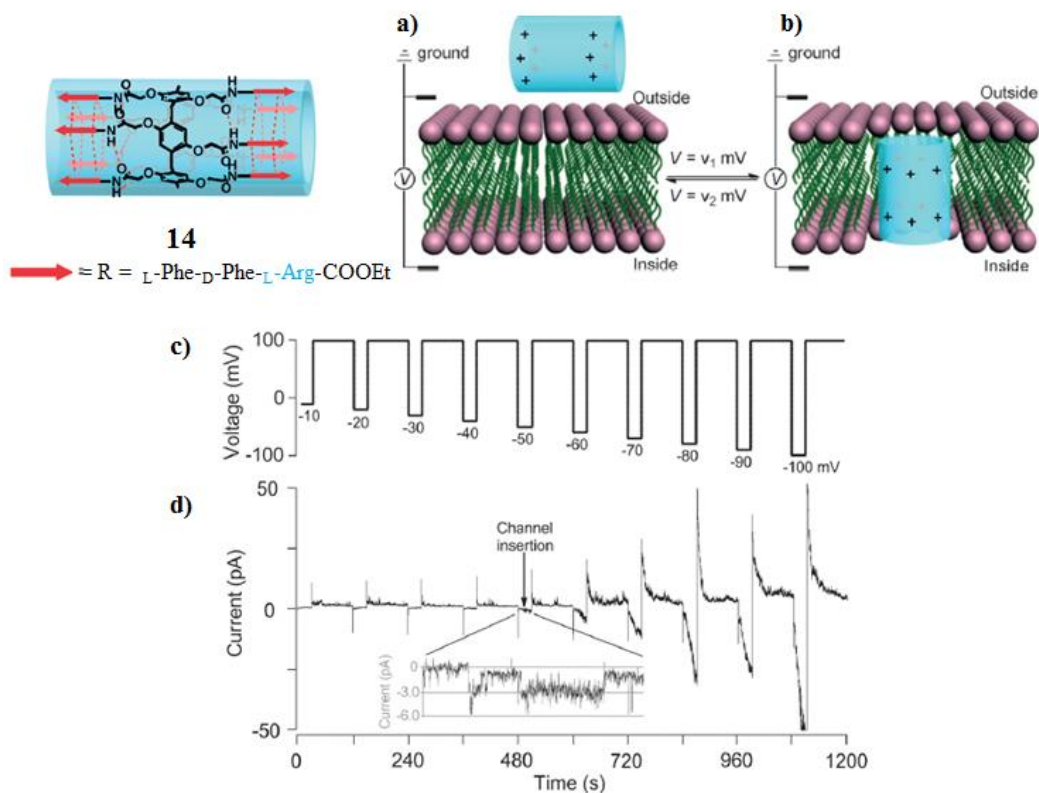 a)
b)
ground
ground
Outside
Outside
H
N
O
O
O
O
N
H
N
H
O
O
O
N
H
N
H
O
O
O
O
N
H
V
V = v₁ mV
V = v₂ mV
V
14
Inside
Inside
= R = L-Phe-D-Phe-L-Arg-COOEt
c)
Voltage (mV)
100
0
-100
-10
-20
-30
-40
-50
-60
-70
-80
-90
-100 mV
d)
Current (pA)
50
0
-50
Channel
insertion
Current (pA)
0
-3.0
-6.0
0
240
480
720
960
1200
Time (s)